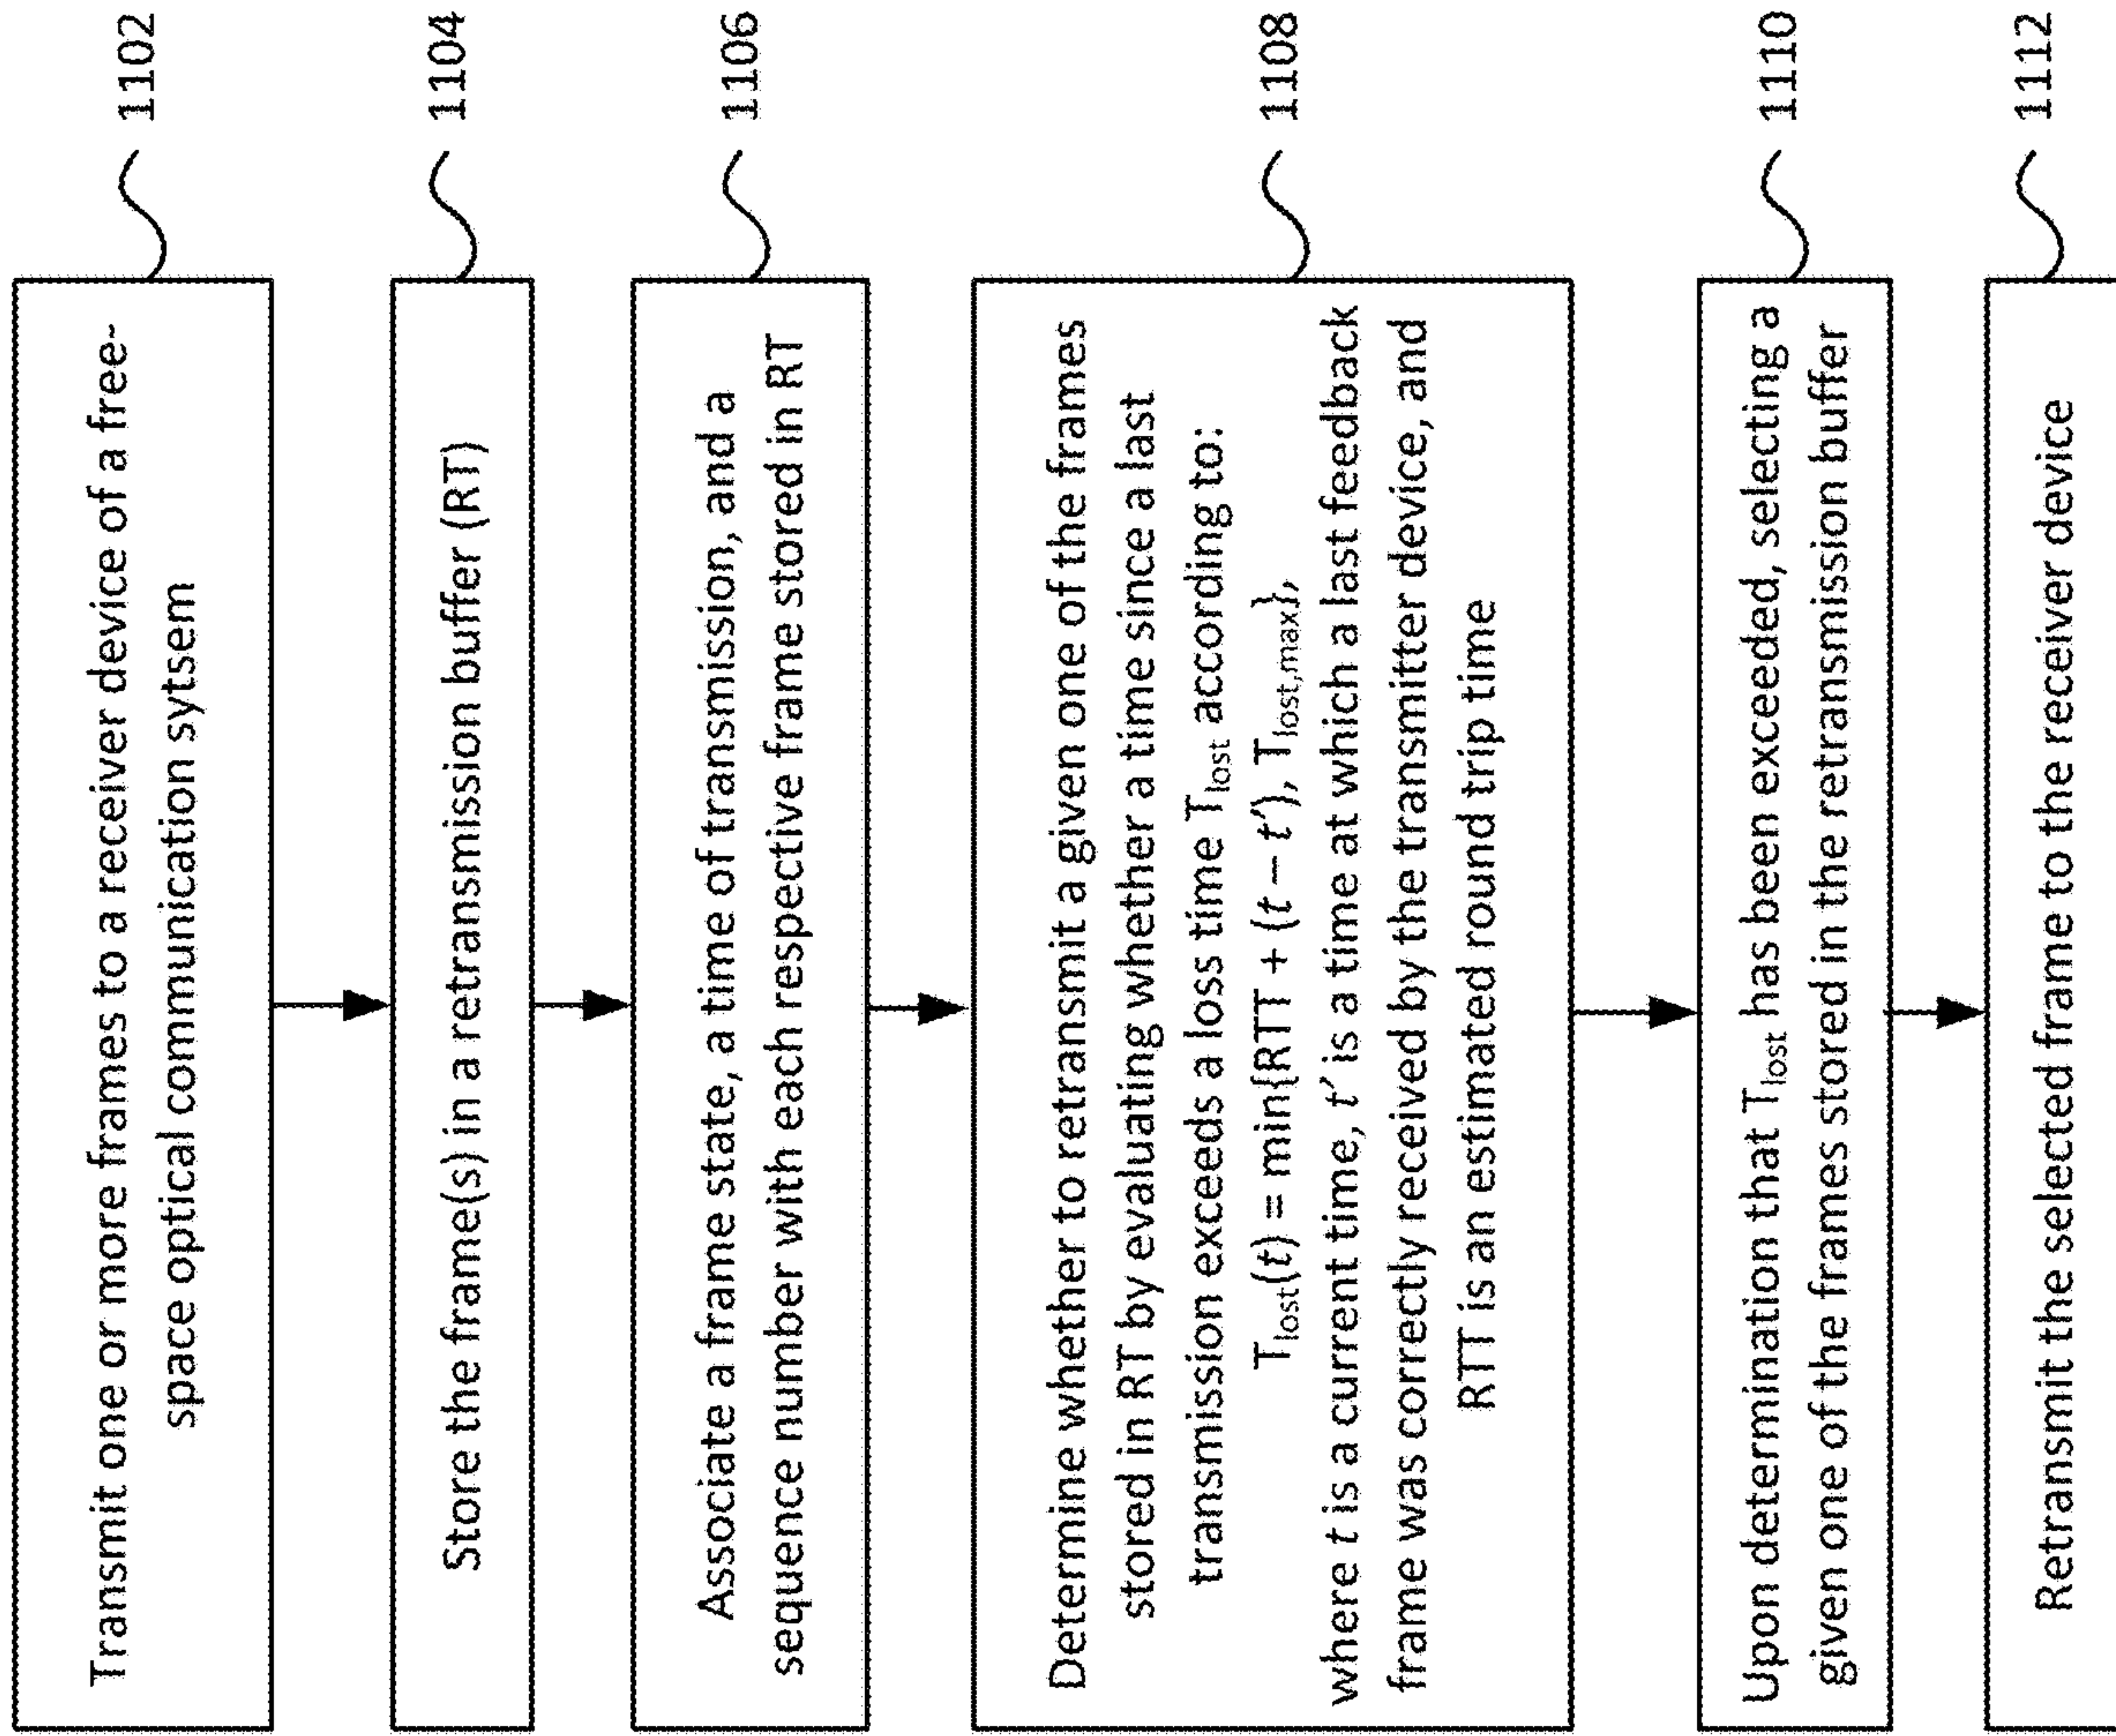 Transmit one or more frames to a receiver device of a free-
space optical communication sytsem
1102
Store the frame(s) in a retransmission buffer (RT)
1104
Associate a frame state, a time of transmission, and a
sequence number with each respective frame stored in RT
1106
Determine whether to retransmit a given one of the frames
stored in RT by evaluating whether a time since a last
transmission exceeds a loss time Tlost according to:
Tlost(t) = min{RTT + (t – t′), Tlost,max},
where t is a current time, t′ is a time at which a last feedback
frame was correctly received by the transmitter device, and
RTT is an estimated round trip time
1108
Upon determination that Tlost has been exceeded, selecting a
given one of the frames stored in the retransmission buffer
1110
Retransmit the selected frame to the receiver device
1112